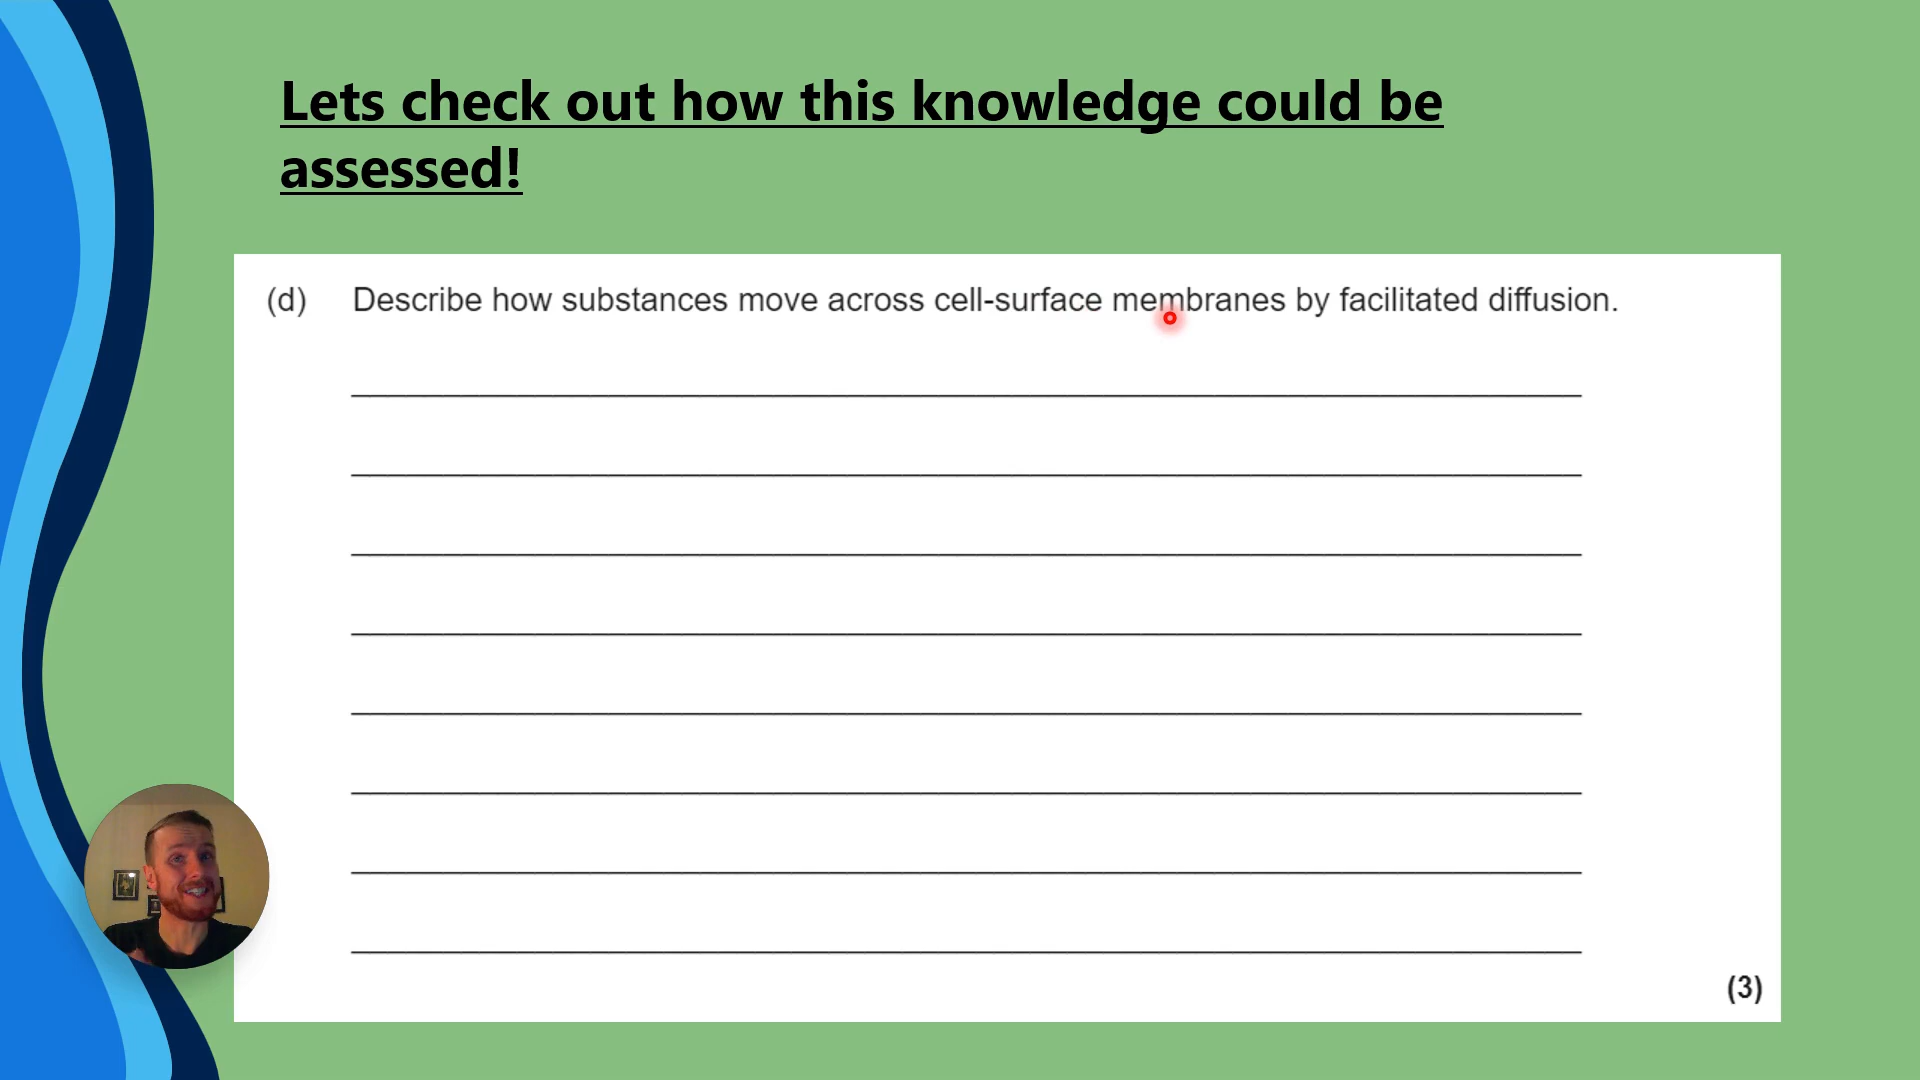 Lets check out how this knowledge could be
assessed!
(d) Describe how substances move across cell-surface membranes by facilitated diffusion.
(3)